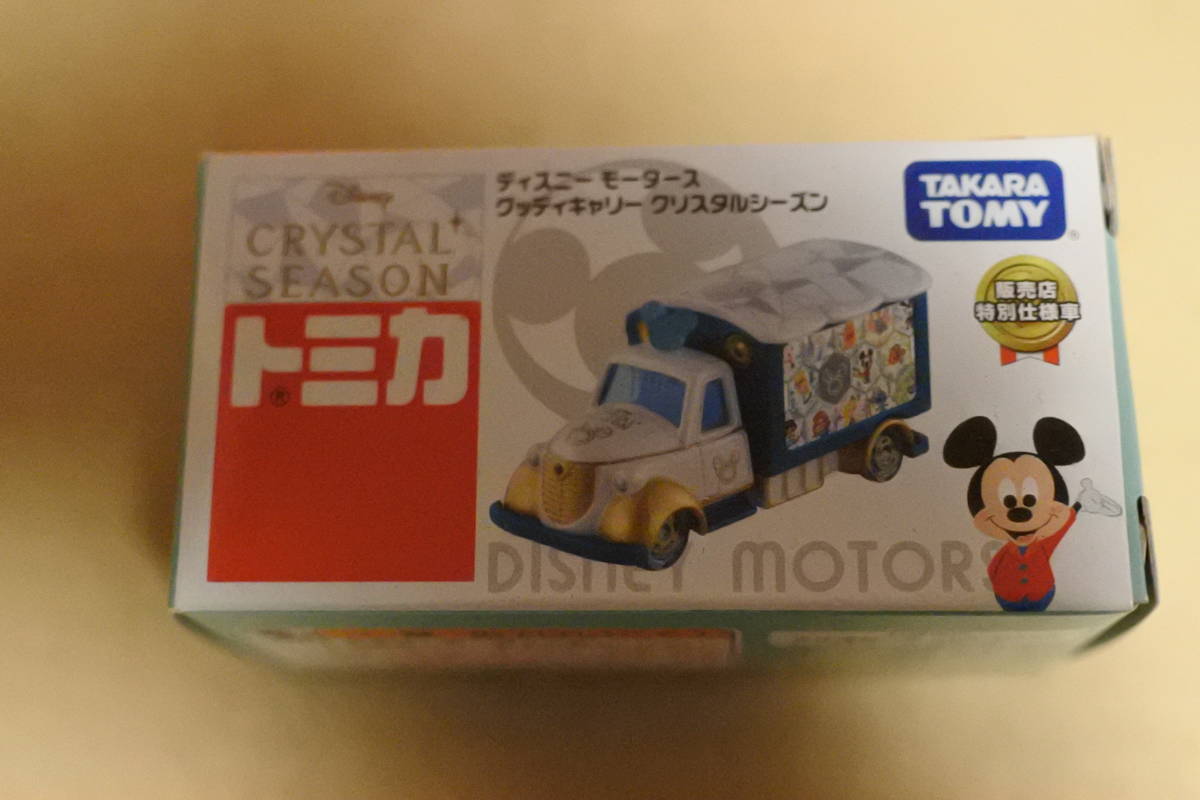 Disney
CRYSTAL
SEASON
トミカ
®
ディズニー モータース
グッディキャリー クリスタルシーズン
TAKARA
TOMY
®
販売店
特別仕様車
DISNEY MOTORS